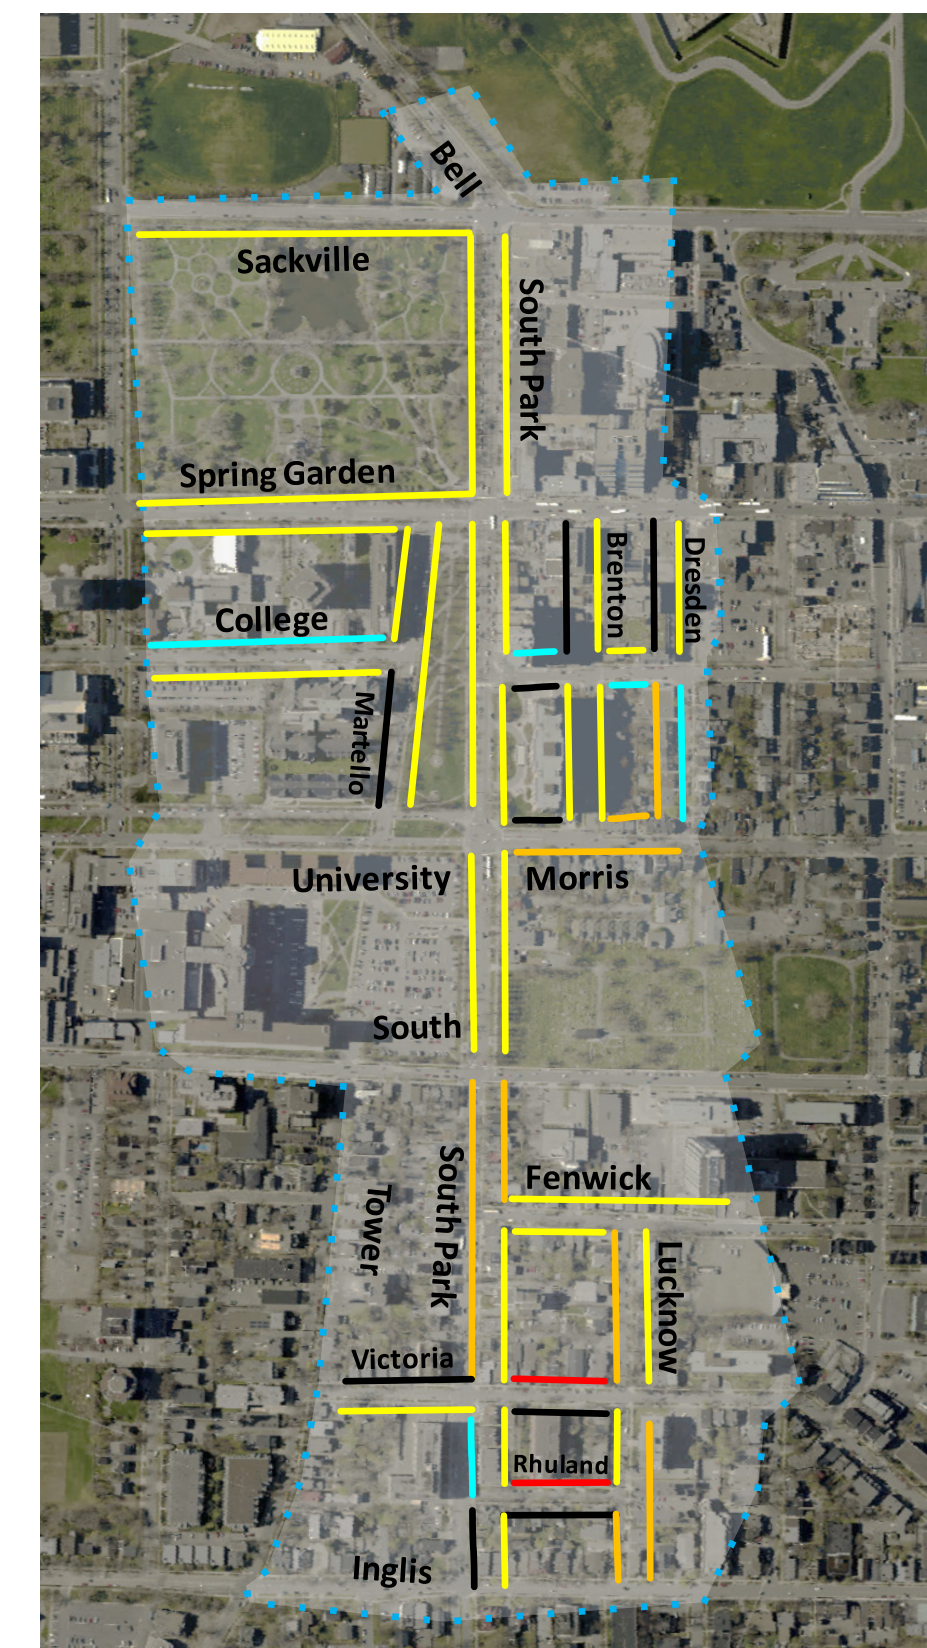 Bell
Sackville
South Park
Spring Garden
Brenton
Dresden
College
Martello
University
Morris
South
South Park
Tower
Fenwick
Lucknow
Victoria
Rhuland
Inglis